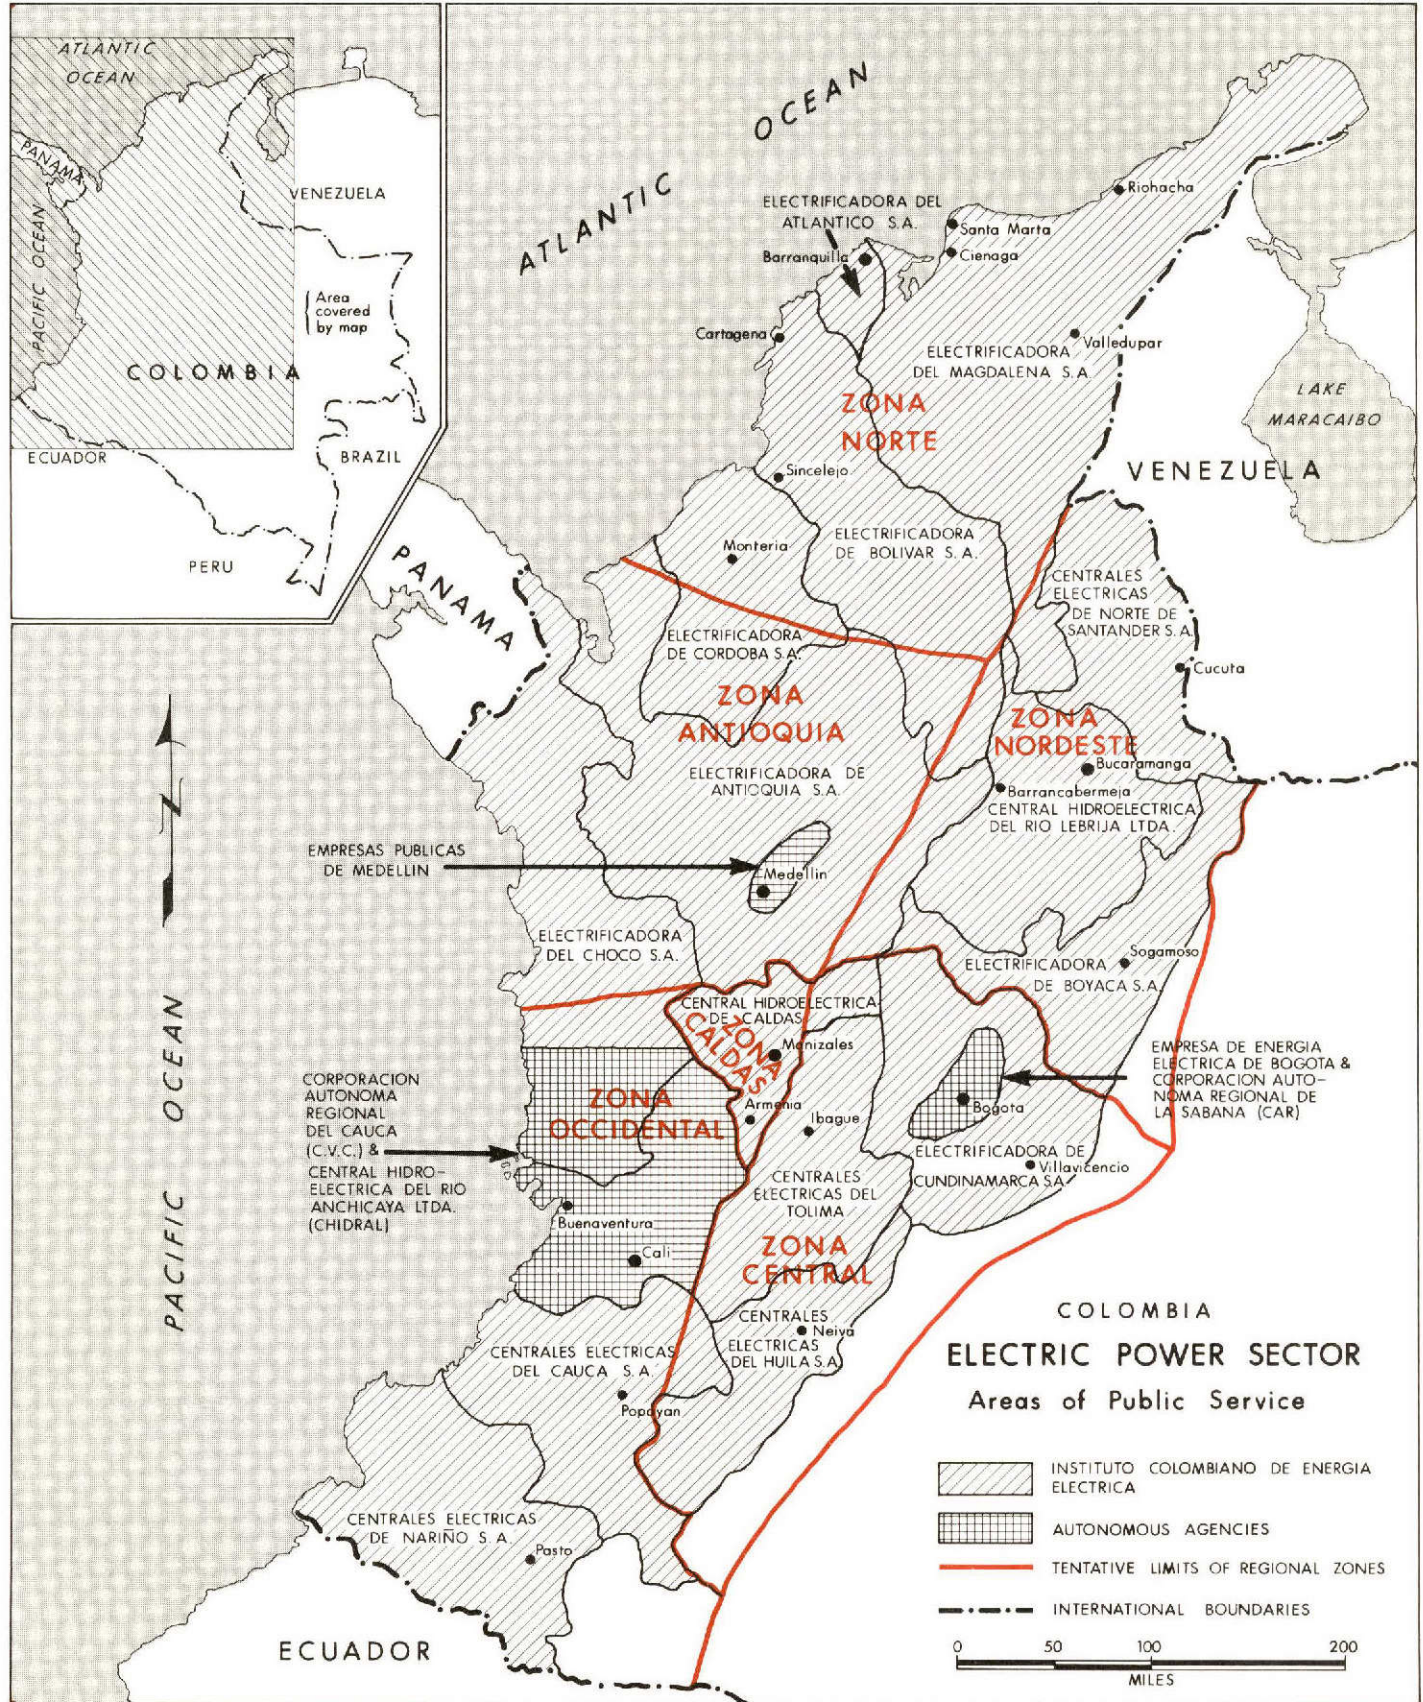 ATLANTIC
OCEAN
PANAMA
PACIFIC OCEAN
VENEZUELA
Area
covered
by map
COLOMBIA
ECUADOR
BRAZIL
PERU
ATLANTIC OCEAN
ELECTRIFICADORA DEL
ATLANTICO S.A.
Riohacha
Santa Marta
Cienaga
Barranquilla
Cartagena
Valledupar
ELECTRIFICADORA
DEL MAGDALENA S.A.
LAKE
MARACAIBO
ZONA
NORTE
VENEZUELA
Sincelejo
ELECTRIFICADORA
DE BOLIVAR S.A.
Monteria
PANAMA
CENTRALES
ELECTRICAS
DE NORTE DE
SANTANDER S.A.
ELECTRIFICADORA
DE CORDOBA S.A.
Cucuta
ZONA
ANTIOQUIA
ZONA
NORDESTE
Bucaramanga
ELECTRIFICADORA DE
ANTIOQUIA S.A.
Barrancabermeja
CENTRAL HIDROELECTRICA
DEL RIO LEBRIJA LTDA.
EMPRESAS PUBLICAS
DE MEDELLIN
Medellin
ELECTRIFICADORA
DEL CHOCO S.A.
Sogamoso
ELECTRIFICADORA
DE BOYACA S.A.
CENTRAL HIDROELECTRICA
DE CALDAS
ZONA
CALDAS
Manizales
EMPRESA DE ENERGIA
ELECTRICA DE BOGOTA &
CORPORACION AUTO-
NOMA REGIONAL DE
LA SABANA (CAR)
CORPORACION
AUTONOMA
REGIONAL
DEL CAUCA
(C.V.C.) &
CENTRAL HIDRO-
ELECTRICA DEL RIO
ANCHICAYA LTDA.
(CHIDRAL)
ZONA
OCCIDENTAL
Armenia
Ibague
Bogota
ELECTRIFICADORA DE
CUNDINAMARCA S.A.
Villavicencio
CENTRALES
ELECTRICAS DEL
TOLIMA
Buenaventura
Cali
ZONA
CENTRAL
PACIFIC OCEAN
CENTRALES
ELECTRICAS
DEL HUILA S.A.
Neiva
CENTRALES ELECTRICAS
DEL CAUCA S.A.
Popayan
CENTRALES ELECTRICAS
DE NARIÑO S.A.
Pasto
ECUADOR
COLOMBIA
ELECTRIC POWER SECTOR
Areas of Public Service
INSTITUTO COLOMBIANO DE ENERGIA
ELECTRICA
AUTONOMOUS AGENCIES
TENTATIVE LIMITS OF REGIONAL ZONES
INTERNATIONAL BOUNDARIES
0 50 100 200
MILES